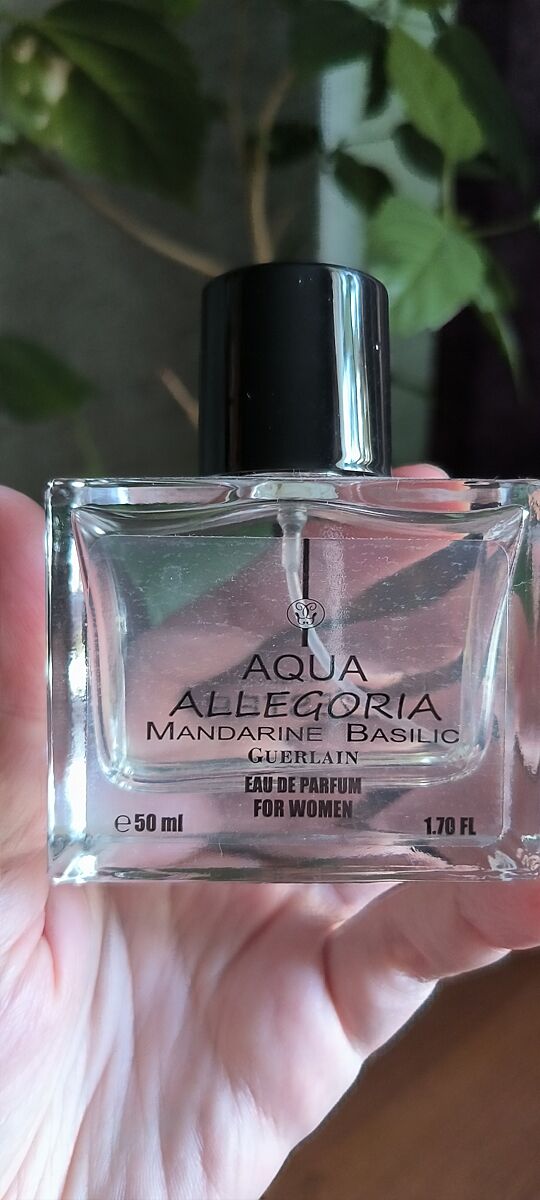 AQUA
ALLEGORIA
MANDARINE BASILIC
GUERLAIN
EAU DE PARFUM
FOR WOMEN
℮50 ml 1.70 FL